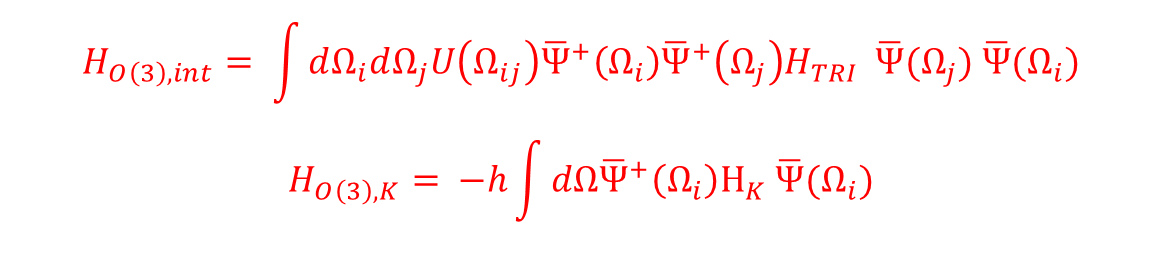 H_{O(3),int} = ∫ dΩ_i dΩ_j U(Ω_{ij}) Ψ̅⁺(Ω_i) Ψ̅⁺(Ω_j) H_{TRI} Ψ̅(Ω_j) Ψ̅(Ω_i)
H_{O(3),K} = −h ∫ dΩ Ψ̅⁺(Ω_i) H_K Ψ̅(Ω_i)